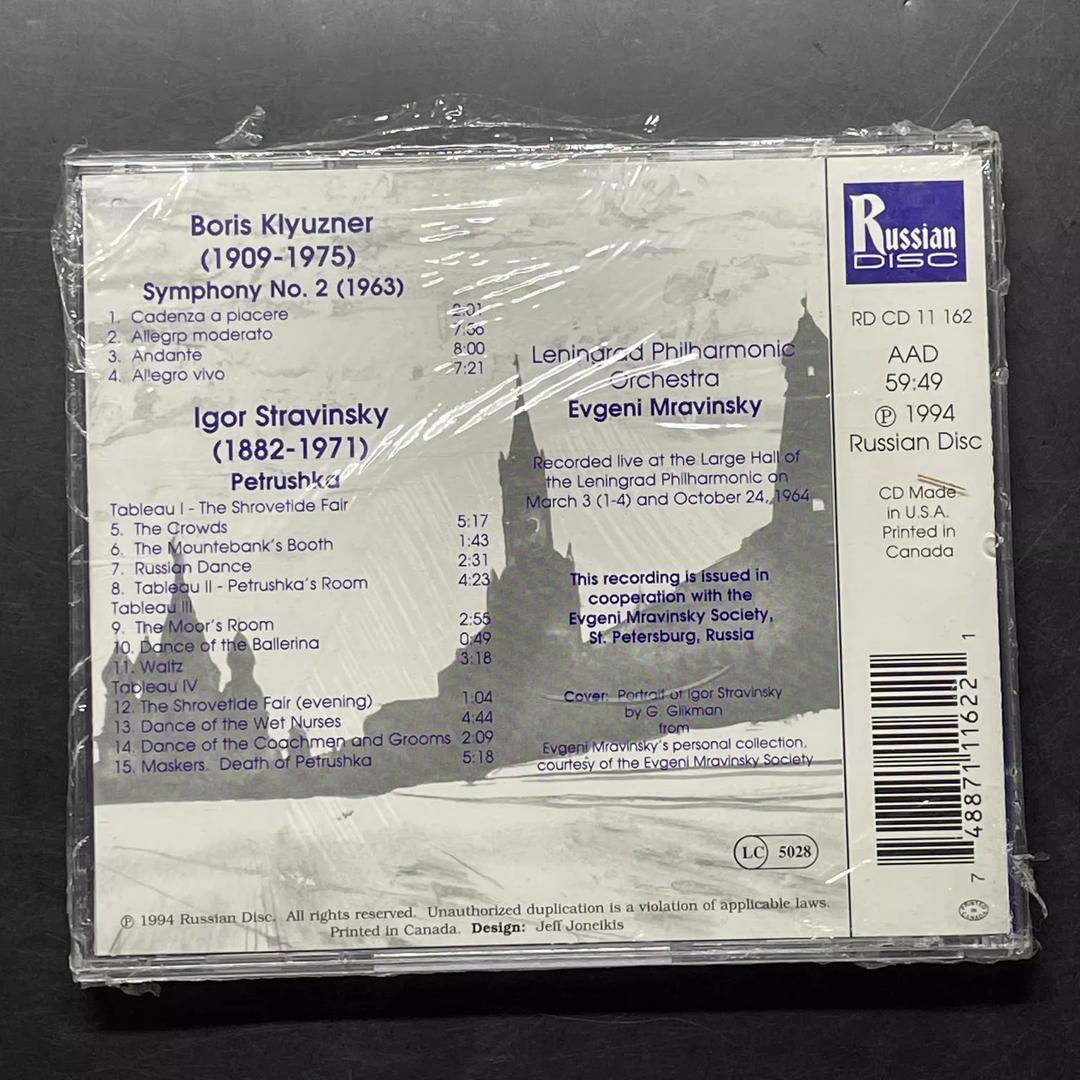 Boris Klyuzner
(1909-1975)
Symphony No. 2 (1963)
1. Cadenza a piacere 2:01
2. Allegrp moderato 7:56
3. Andante 8:00
4. Allegro vivo 7:21
Igor Stravinsky
(1882-1971)
Petrushka
Tableau I - The Shrovetide Fair
5. The Crowds 5:17
6. The Mountebank's Booth 1:43
7. Russian Dance 2:31
8. Tableau II - Petrushka's Room 4:23
Tableau III
9. The Moor's Room 2:55
10. Dance of the Ballerina 0:49
11. Waltz 3:18
Tableau IV
12. The Shrovetide Fair (evening) 1:04
13. Dance of the Wet Nurses 4:44
14. Dance of the Coachmen and Grooms 2:09
15. Maskers. Death of Petrushka 5:18
Leningrad Philharmonic
Orchestra
Evgeni Mravinsky
Recorded live at the Large Hall of
the Leningrad Philharmonic on
March 3 (1-4) and October 24, 1964
This recording is issued in
cooperation with the
Evgeni Mravinsky Society,
St. Petersburg, Russia
Cover: Portrait of Igor Stravinsky
by G. Glikman
from
Evgeni Mravinsky's personal collection,
courtesy of the Evgeni Mravinsky Society
LC 5028
℗ 1994 Russian Disc. All rights reserved. Unauthorized duplication is a violation of applicable laws.
Printed in Canada. Design: Jeff Joneikis
Russian
DISC
RD CD 11 162
AAD
59:49
℗ 1994
Russian Disc
CD Made
in U.S.A.
Printed in
Canada
7 48871 11622 1
PRINTED
IN
CANADA